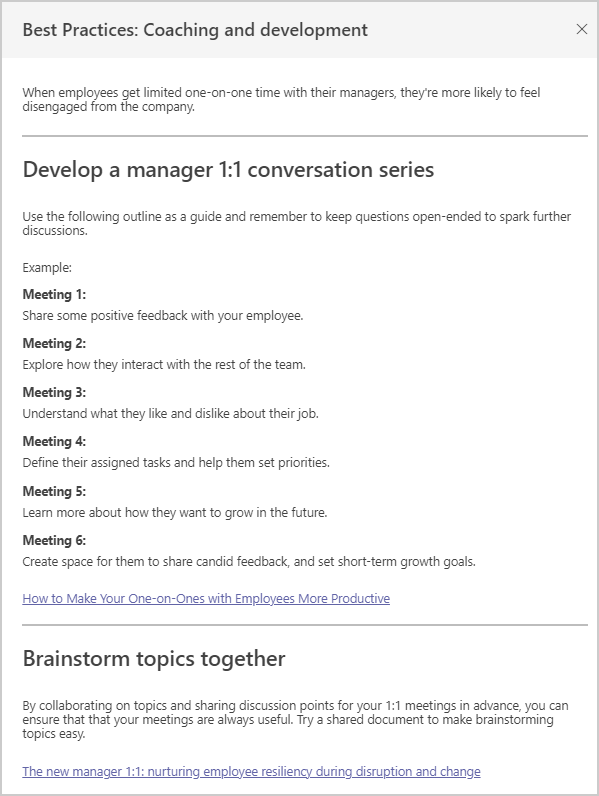 Best Practices: Coaching and development
When employees get limited one-on-one time with their managers, they're more likely to feel
disengaged from the company.
Develop a manager 1:1 conversation series
Use the following outline as a guide and remember to keep questions open-ended to spark further
discussions.
Example:
Meeting 1:
Share some positive feedback with your employee.
Meeting 2:
Explore how they interact with the rest of the team.
Meeting 3:
Understand what they like and dislike about their job.
Meeting 4:
Define their assigned tasks and help them set priorities.
Meeting 5:
Learn more about how they want to grow in the future.
Meeting 6:
Create space for them to share candid feedback, and set short-term growth goals.
How to Make Your One-on-Ones with Employees More Productive
Brainstorm topics together
By collaborating on topics and sharing discussion points for your 1:1 meetings in advance, you can
ensure that that your meetings are always useful. Try a shared document to make brainstorming
topics easy.
The new manager 1:1: nurturing employee resiliency during disruption and change